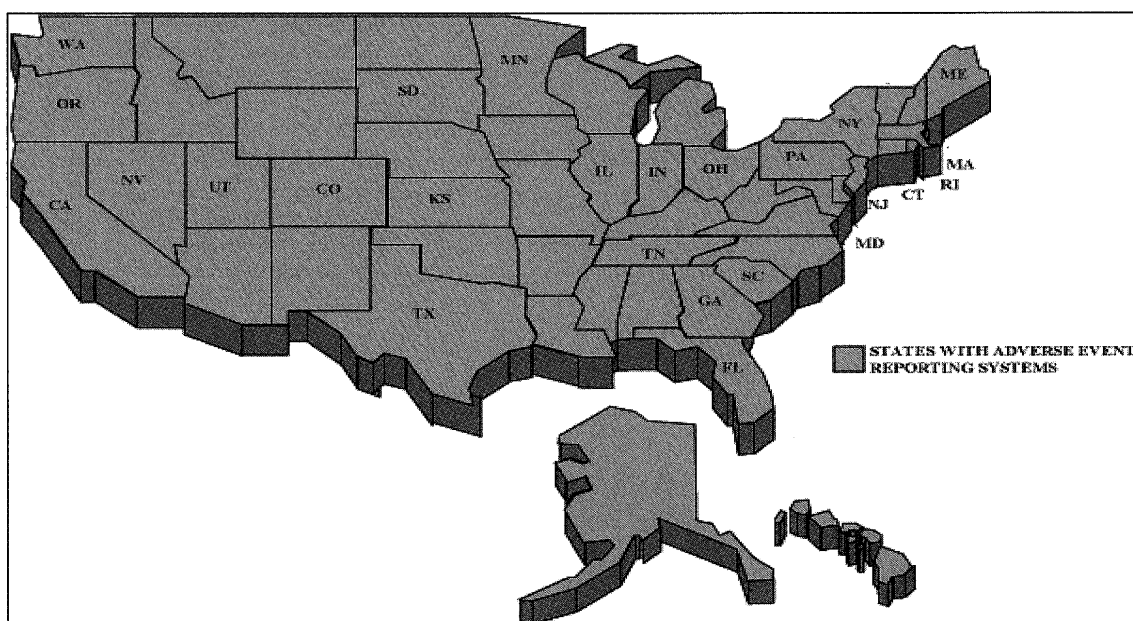 WA
MN
ME
OR
SD
NY
PA
IL
IN
OH
MA
NV
UT
CO
RI
CT
KS
NJ
CA
MD
TN
SC
GA
TX
STATES WITH ADVERSE EVENT
REPORTING SYSTEMS
FL